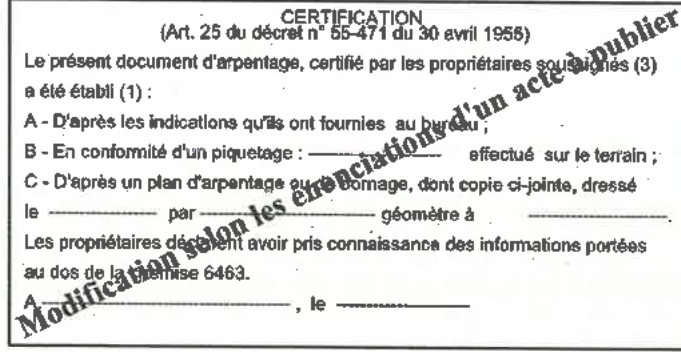 CERTIFICATION
(Art. 25 du décret n° 55-471 du 30 avril 1955)
Le présent document d'arpentage, certifié par les propriétaires soussignés (3)
a été établi (1) :
A - D'après les indications qu'ils ont fournies au bureau ;
B - En conformité d'un piquetage : ---------- effectué sur le terrain ;
C - D'après un plan d'arpentage ou de bornage, dont copie ci-jointe, dressé
le ---------- par ---------- géomètre à ----------.
Les propriétaires déclarent avoir pris connaissance des informations portées
au dos de la chemise 6463.
A ----------, le ----------
Modification selon les énonciations d'un acte à publier